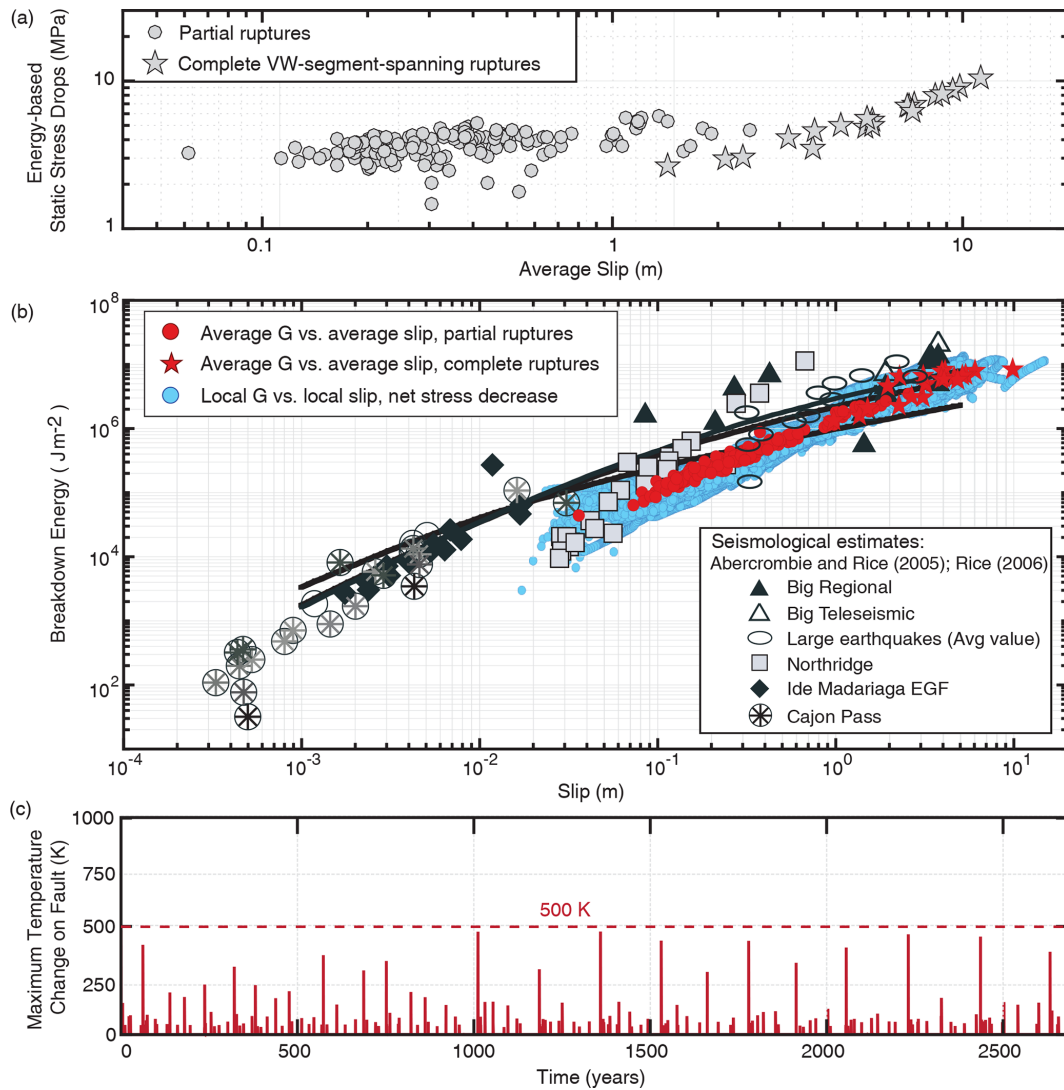 (a)
Energy-based
Static Stress Drops (MPa)
10
1
Partial ruptures
Complete VW-segment-spanning ruptures
0.1
1
10
Average Slip (m)
(b)
Breakdown Energy ( Jm-2)
10^8
10^6
10^4
10^2
Average G vs. average slip, partial ruptures
Average G vs. average slip, complete ruptures
Local G vs. local slip, net stress decrease
Seismological estimates:
Abercrombie and Rice (2005); Rice (2006)
Big Regional
Big Teleseismic
Large earthquakes (Avg value)
Northridge
Ide Madariaga EGF
Cajon Pass
10^-4
10^-3
10^-2
10^-1
10^0
10^1
Slip (m)
(c)
Maximum Temperature
Change on Fault (K)
1000
750
500
250
0
500 K
0
500
1000
1500
2000
2500
Time (years)